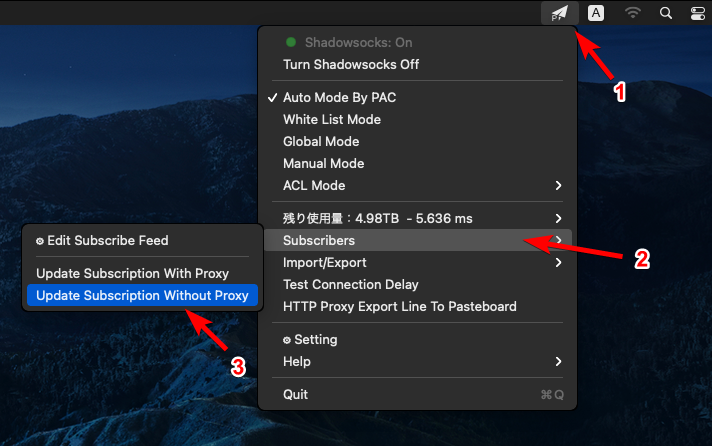 Pr
A
1
Shadowsocks: On
Turn Shadowsocks Off
Auto Mode By PAC
White List Mode
Global Mode
Manual Mode
ACL Mode
残り使用量：4.98TB - 5.636 ms
Subscribers
2
Import/Export
Test Connection Delay
HTTP Proxy Export Line To Pasteboard
Setting
Help
Quit ⌘Q
Edit Subscribe Feed
Update Subscription With Proxy
Update Subscription Without Proxy
3